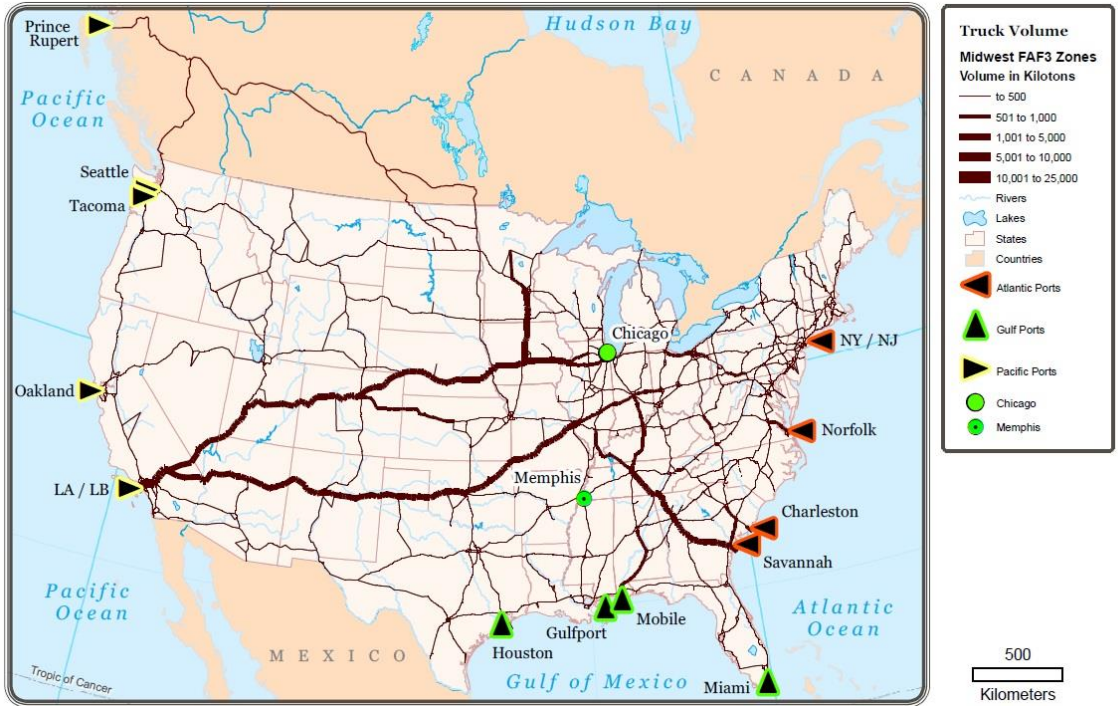 Prince
Rupert
Hudson Bay
CANADA
Pacific
Ocean
Seattle
Tacoma
Chicago
NY / NJ
Oakland
Norfolk
LA / LB
Memphis
Charleston
Savannah
Pacific
Ocean
Mobile
Gulfport
Atlantic
Ocean
Houston
MEXICO
Gulf of Mexico
Miami
Tropic of Cancer
Truck Volume
Midwest FAF3 Zones
Volume in Kilotons
to 500
501 to 1,000
1,001 to 5,000
5,001 to 10,000
10,001 to 25,000
Rivers
Lakes
States
Countries
Atlantic Ports
Gulf Ports
Pacific Ports
Chicago
Memphis
500
Kilometers